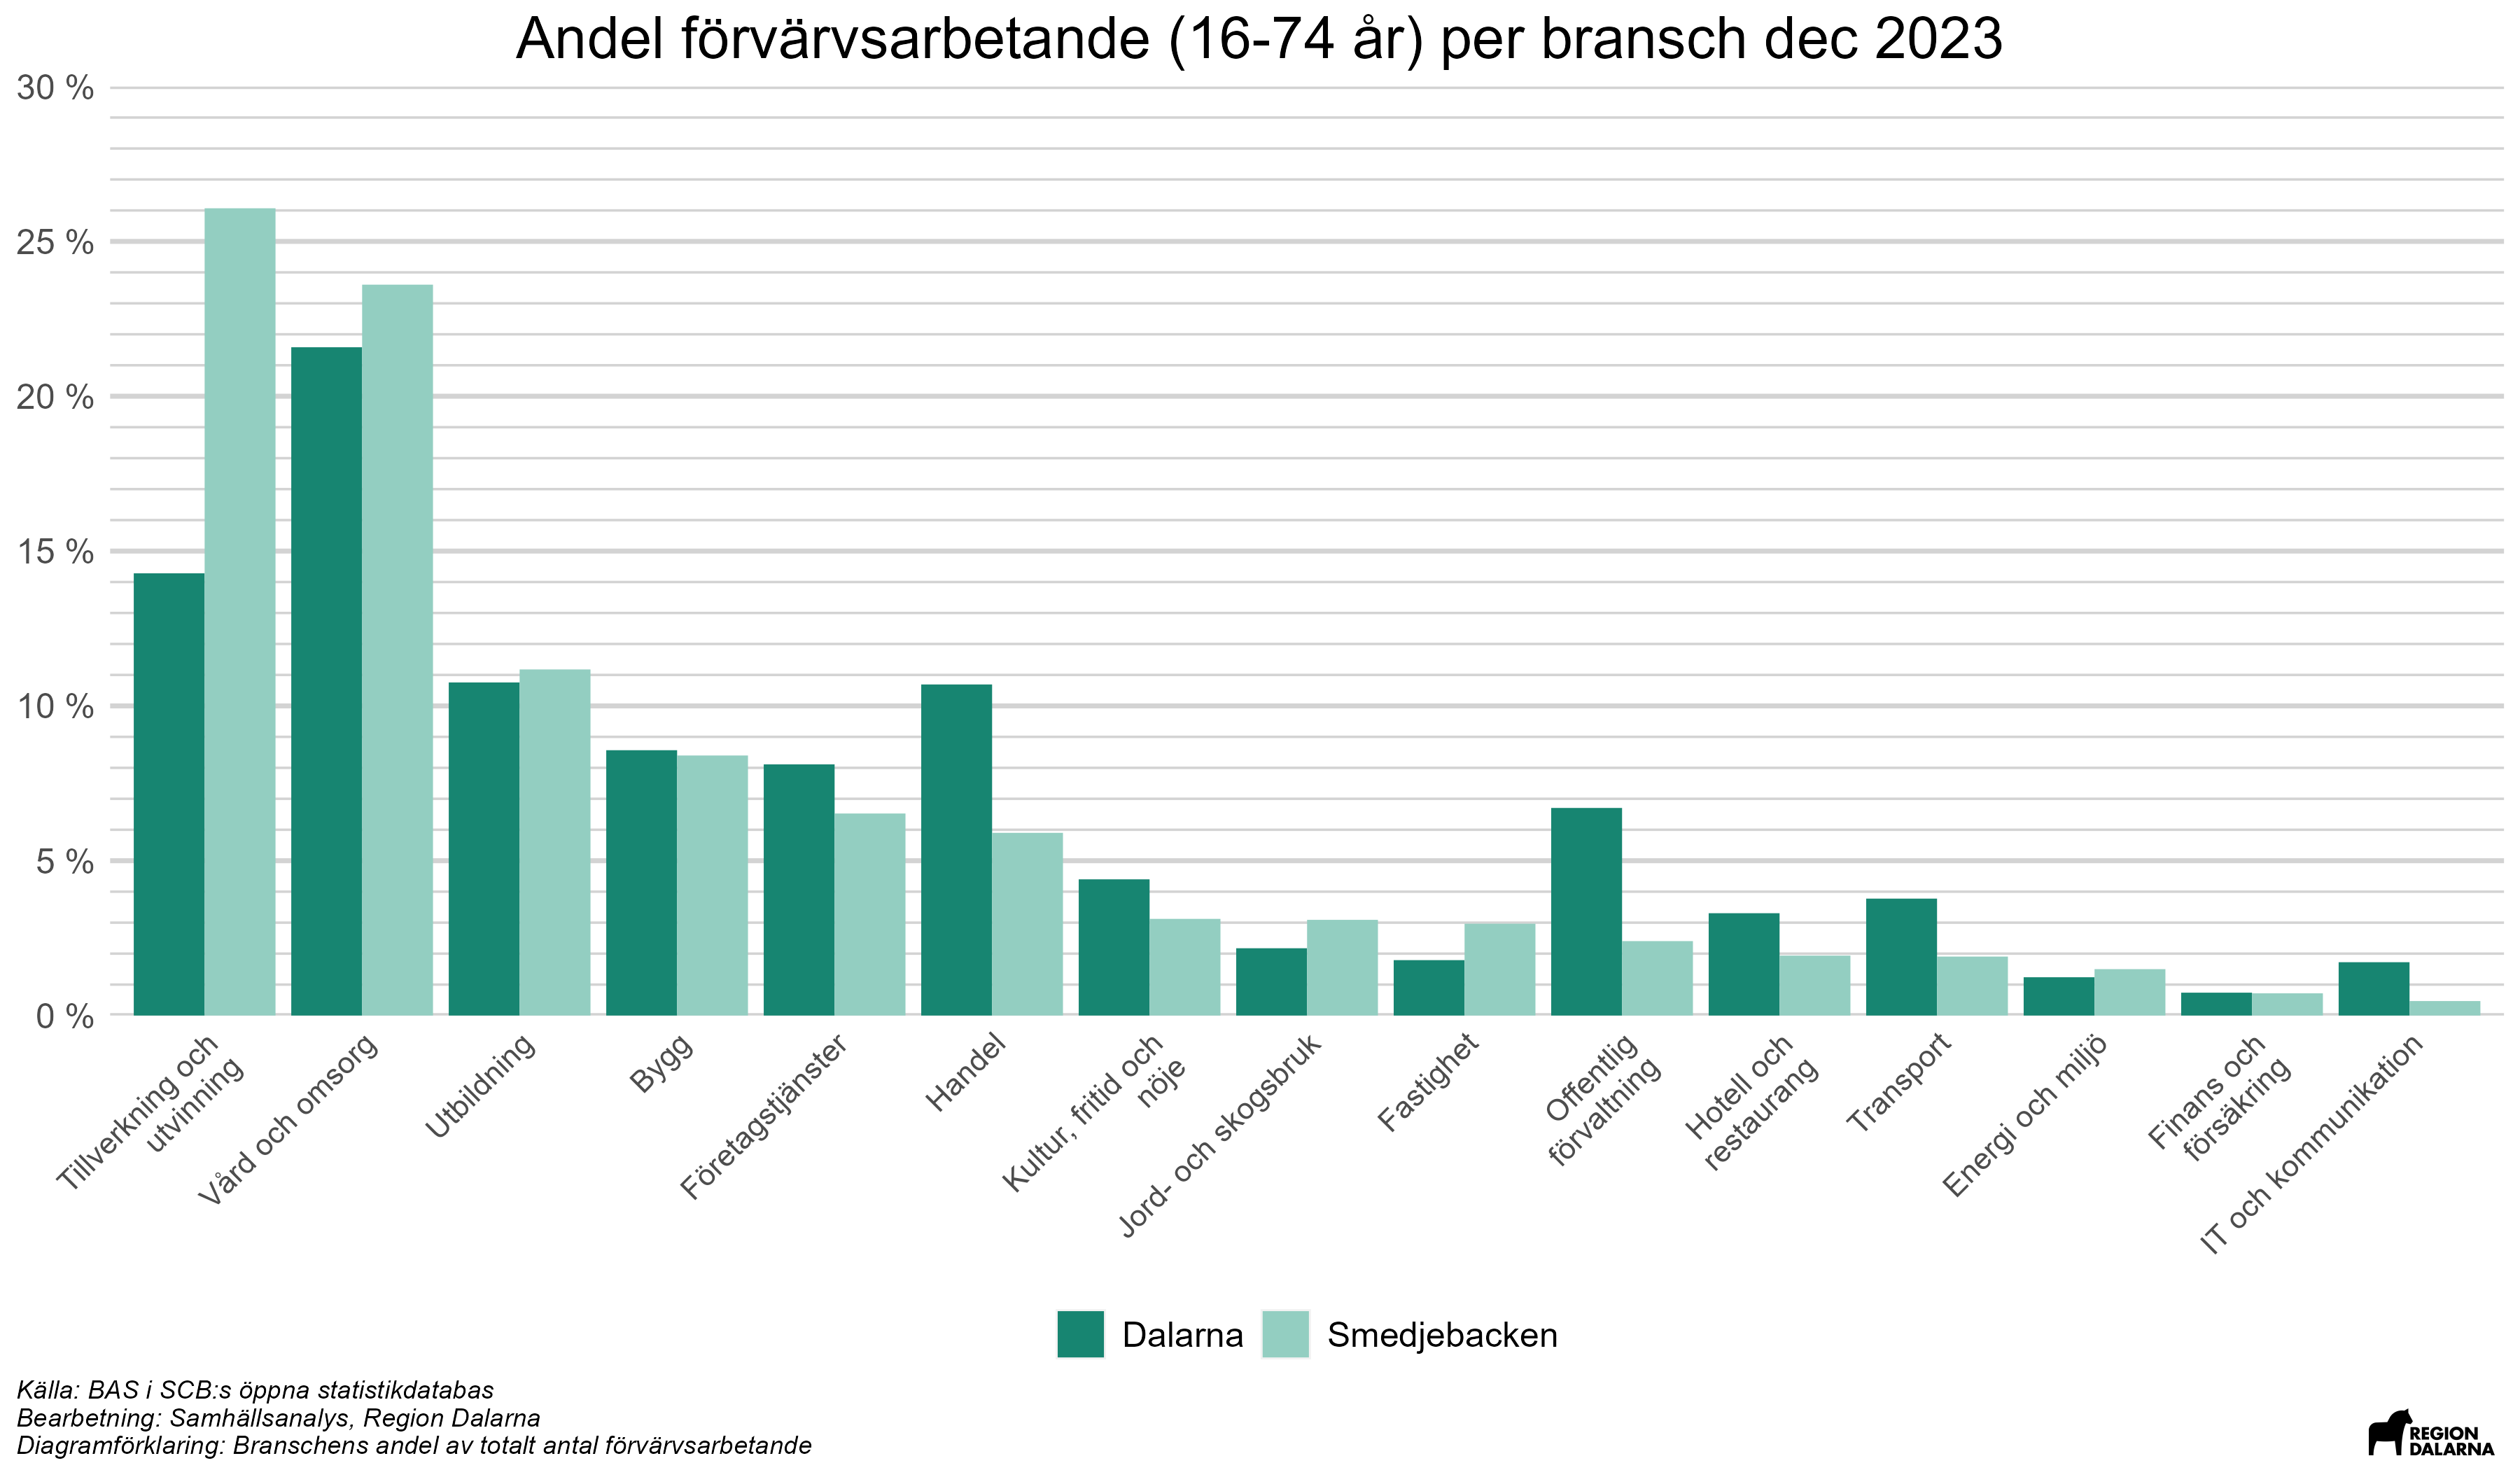 Andel förvärvsarbetande (16-74 år) per bransch dec 2023
30 %
25 %
20 %
15 %
10 %
5 %
0 %
Tillverkning och
utvinning
Vård och omsorg
Utbildning
Bygg
Företagstjänster
Handel
Kultur, fritid och
nöje
Jord- och skogsbruk
Fastighet
Offentlig
förvaltning
Hotell och
restaurang
Transport
Energi och miljö
Finans och
försäkring
IT och kommunikation
Dalarna
Smedjebacken
Källa: BAS i SCB:s öppna statistikdatabas
Bearbetning: Samhällsanalys, Region Dalarna
Diagramförklaring: Branschens andel av totalt antal förvärvsarbetande
REGION
DALARNA